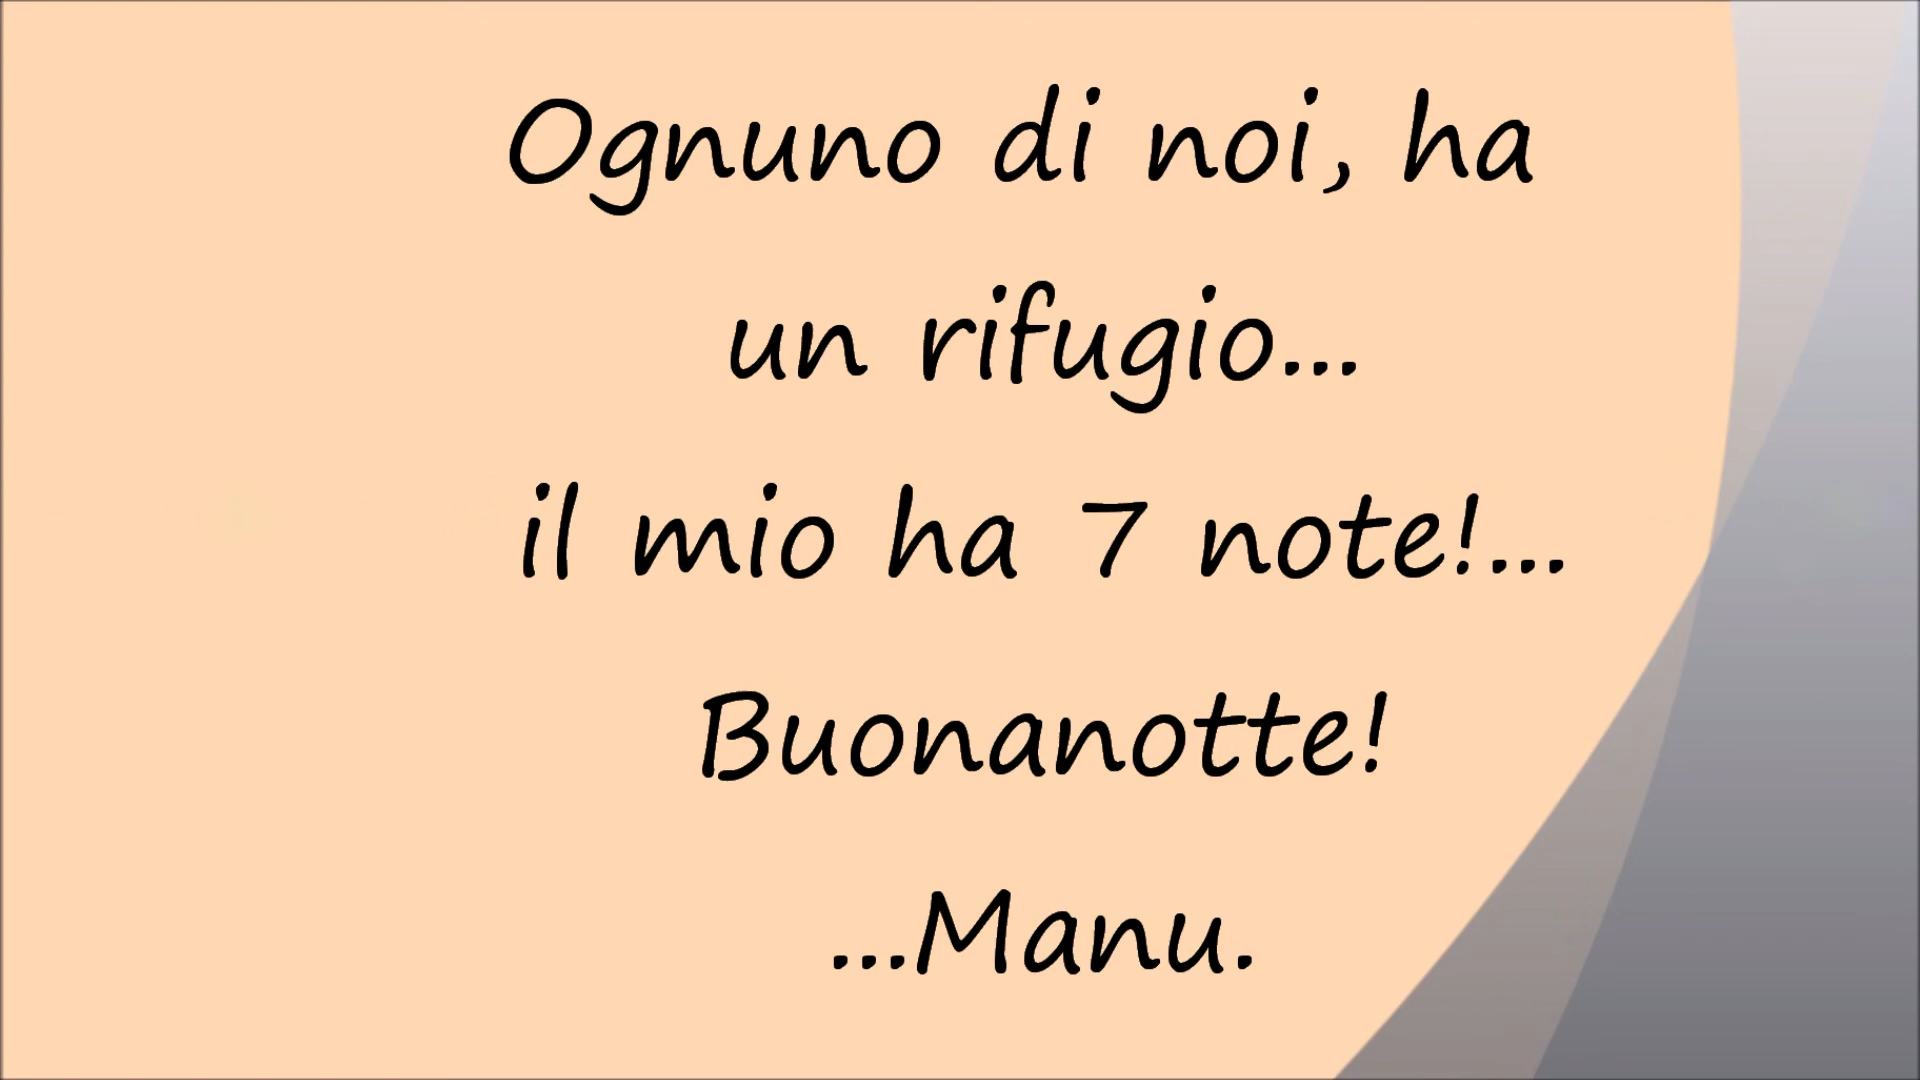 Ognuno di noi, ha
un rifugio...
il mio ha 7 note!...
Buonanotte!
...Manu.